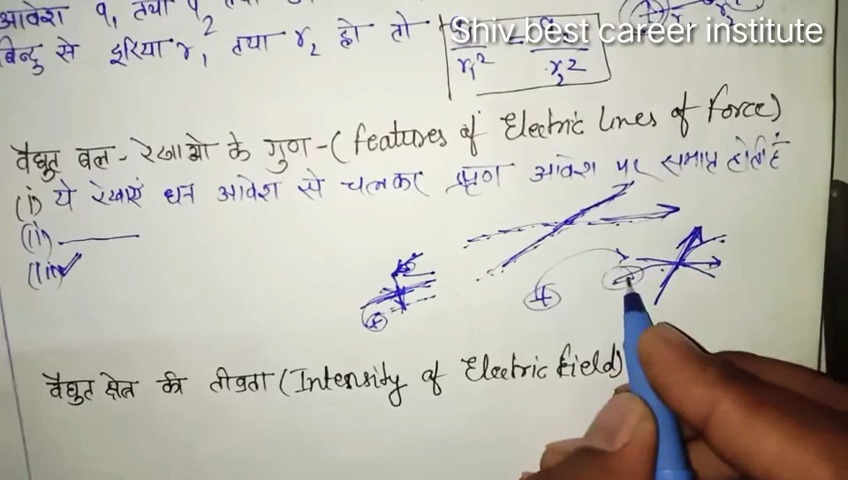 आवेश q₁ तथा q₂
Shiv best career institute
बिन्दु से दूरिया r₁ तथा r₂ हो तो
r₁² r₂²
वैद्युत बल - रेखाओ के गुण - (features of Electric lines of force)
(i) ये रेखाएं धन आवेश से चलकर ऋण आवेश पर समाप्त होती है
(ii)
(iii)
+ +
वैद्युत क्षेत्र की तीव्रता (Intensity of Electric field)